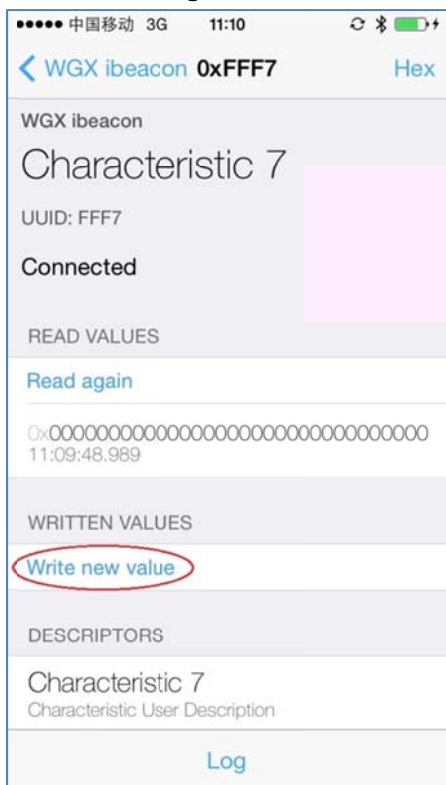 中国移动 3G 11:10
WGX ibeacon 0xFFF7 Hex
WGX ibeacon
Characteristic 7
UUID: FFF7
Connected
READ VALUES
Read again
0x00000000000000000000000000000000
11:09:48.989
WRITTEN VALUES
Write new value
DESCRIPTORS
Characteristic 7
Characteristic User Description
Log